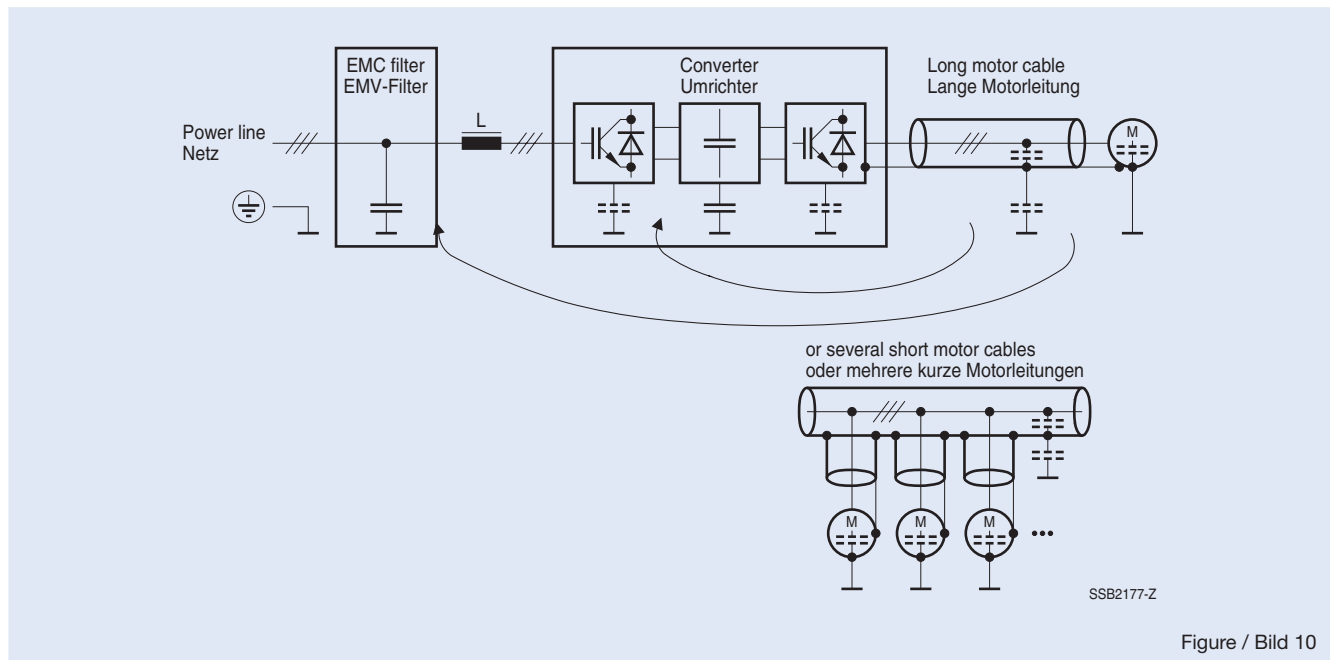 EMC filter
EMV-Filter
Converter
Umrichter
Long motor cable
Lange Motorleitung
Power line
Netz
L
M
or several short motor cables
oder mehrere kurze Motorleitungen
M
M
M
SSB2177-Z
Figure / Bild 10